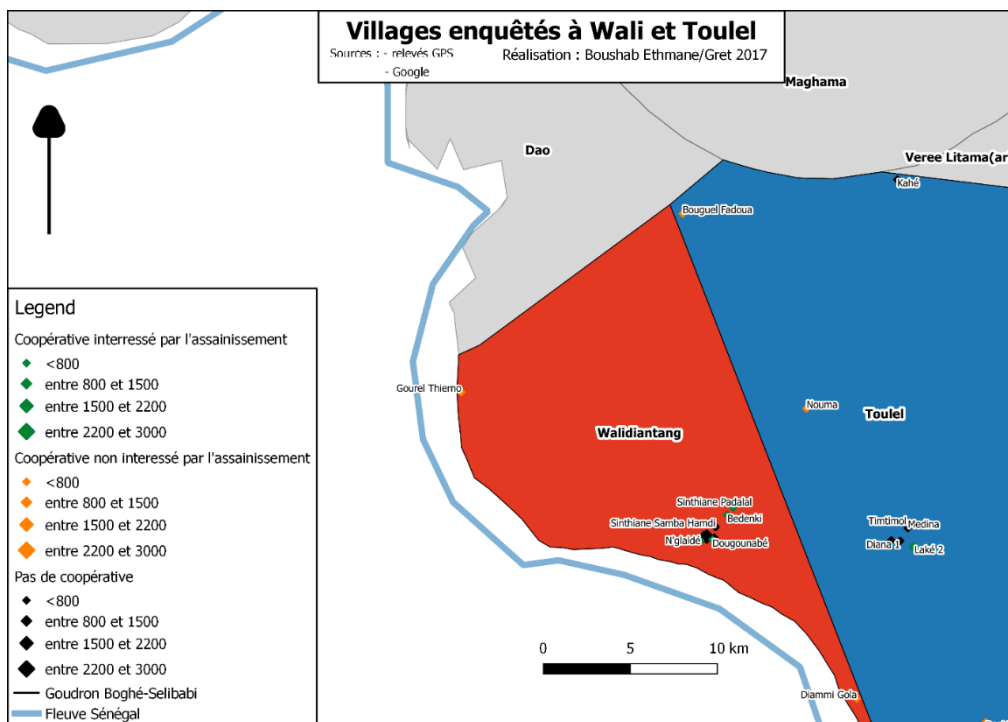 Villages enquêtés à Wali et Toulel
Sources : - relevés GPS
Réalisation : Boushab Ethmane/Gret 2017
- Google
Maghama
Dao
Veree Litama(ar
Kahé
Bouguel Fadoua
Legend
Coopérative interressé par l'assainissement
<800
entre 800 et 1500
entre 1500 et 2200
entre 2200 et 3000
Coopérative non interessé par l'assainissement
<800
entre 800 et 1500
entre 1500 et 2200
entre 2200 et 3000
Pas de coopérative
<800
entre 800 et 1500
entre 1500 et 2200
entre 2200 et 3000
Goudron Boghé-Selibabi
Fleuve Sénégal
Gourel Thierno
Nouma
Toulel
Walidiantang
Sinthiane Padalal
Bedenki
Sinthiane Samba Hamdi
N'glaldé
Dougounabé
Timtimol
Medina
Diana 1
Laké 2
0 5 10 km
Diammi Gola